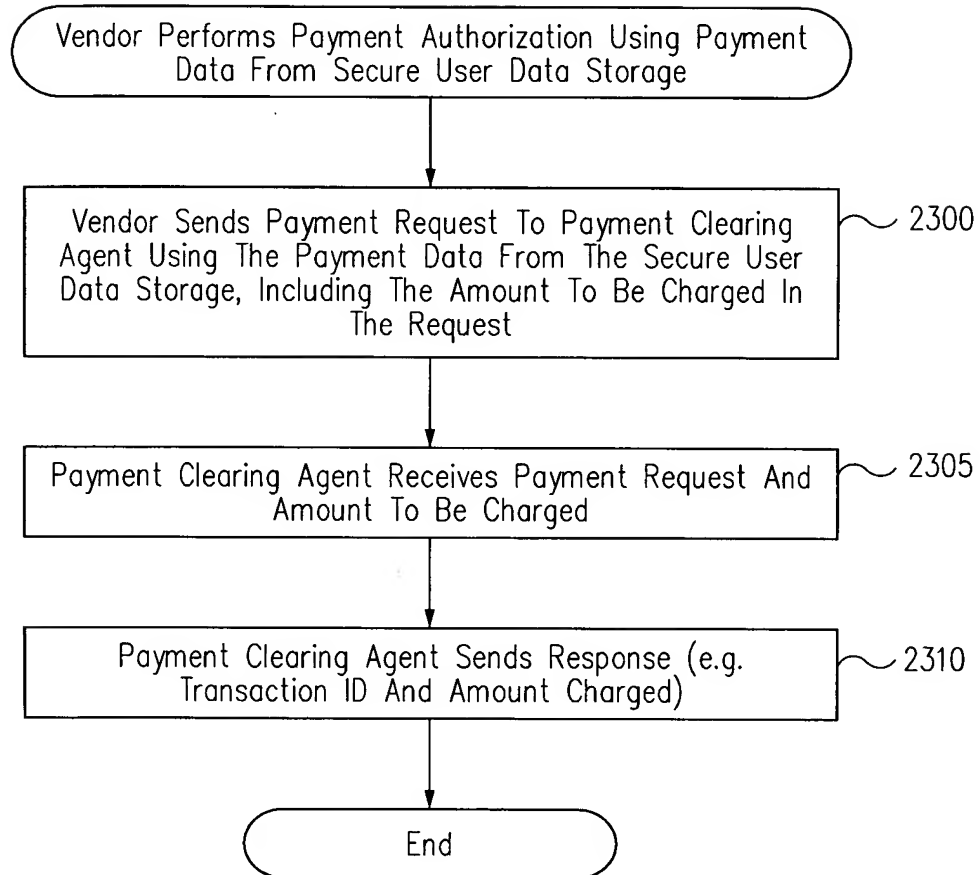 Vendor Performs Payment Authorization Using Payment
Data From Secure User Data Storage
Vendor Sends Payment Request To Payment Clearing
Agent Using The Payment Data From The Secure User
Data Storage, Including The Amount To Be Charged In
The Request
2300
Payment Clearing Agent Receives Payment Request And
Amount To Be Charged
2305
Payment Clearing Agent Sends Response (e.g.
Transaction ID And Amount Charged)
2310
End